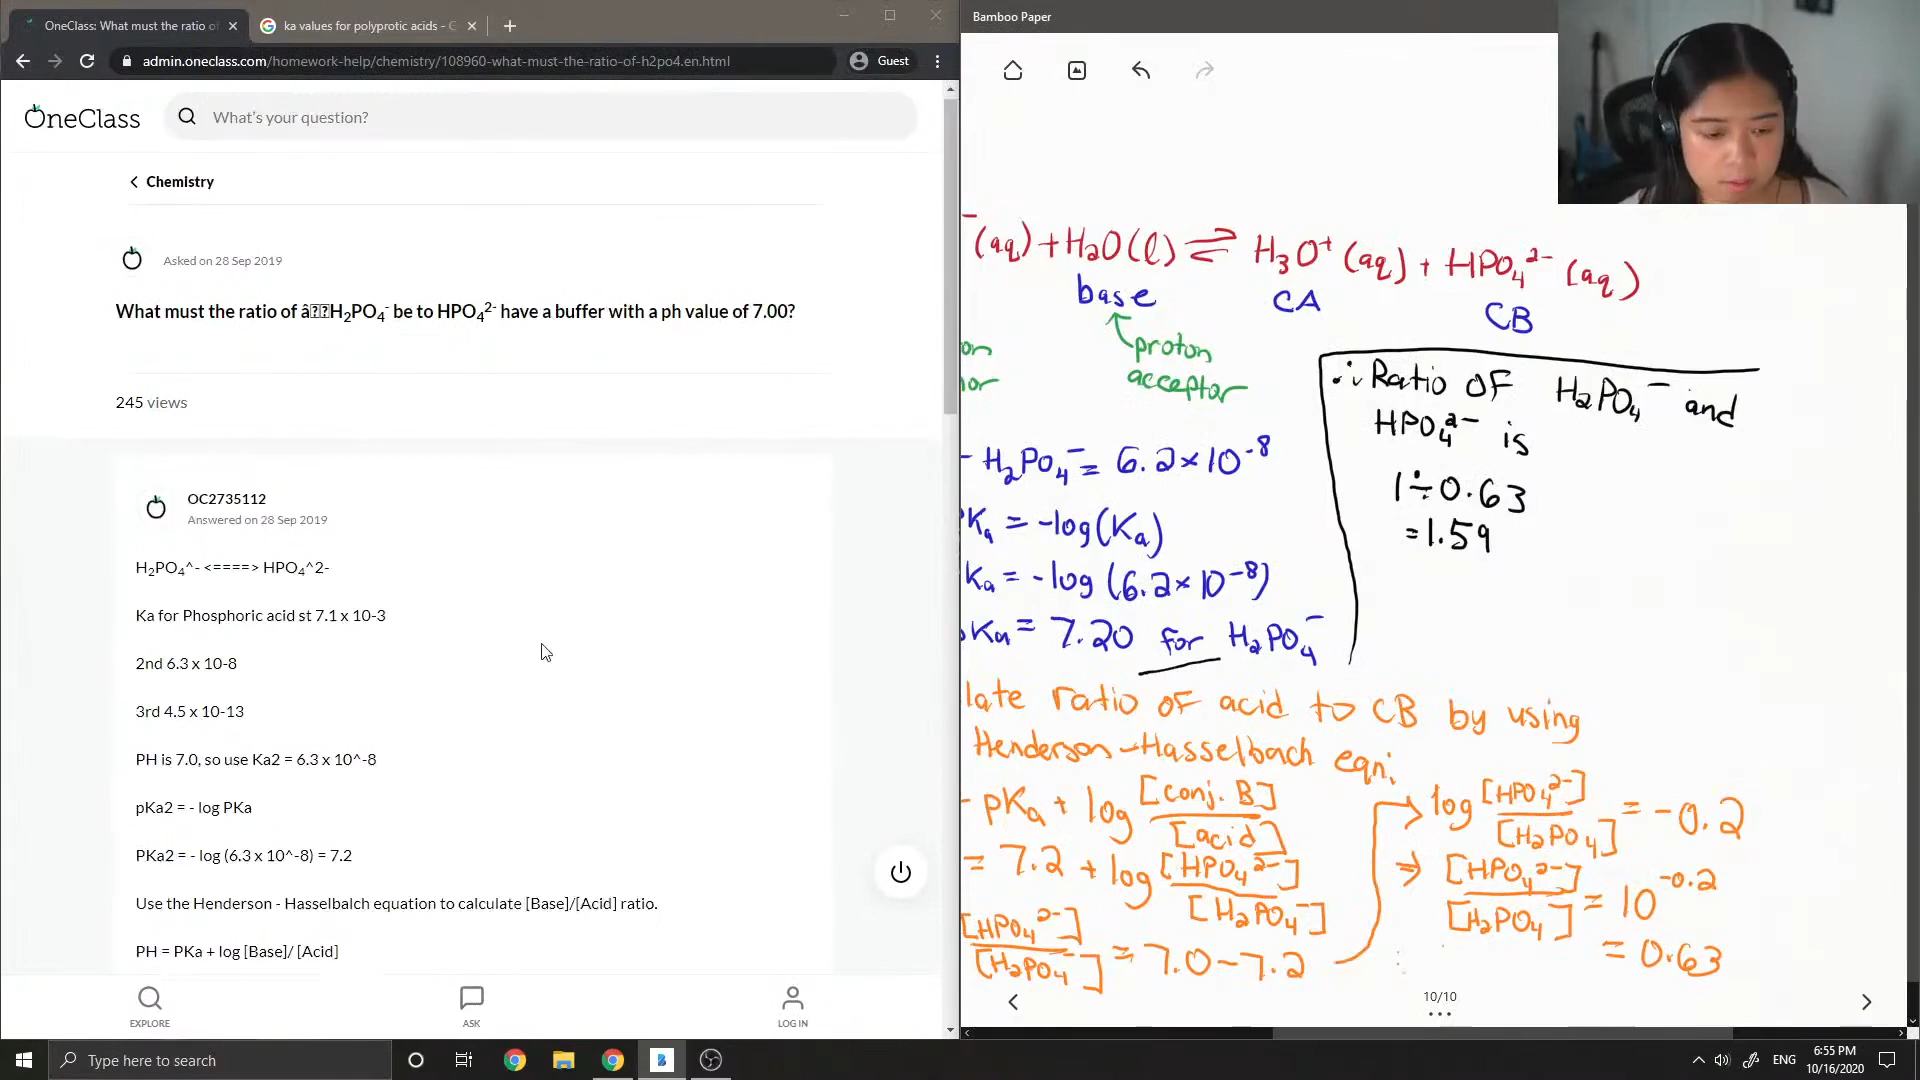 OneClass: What must the ratio of
ka values for polyprotic acids - G
Bamboo Paper
admin.oneclass.com/homework-help/chemistry/108960-what-must-the-ratio-of-h2po4.en.html
Guest
OneClass
What's your question?
Chemistry
Asked on 28 Sep 2019
What must the ratio of â H₂PO₄⁻ be to HPO₄²⁻ have a buffer with a ph value of 7.00?
245 views
OC2735112
Answered on 28 Sep 2019
H₂PO₄^- <====> HPO₄^2-
Ka for Phosphoric acid st 7.1 x 10-3
2nd 6.3 x 10-8
3rd 4.5 x 10-13
PH is 7.0, so use Ka2 = 6.3 x 10^-8
pKa2 = - log PKa
PKa2 = - log (6.3 x 10^-8) = 7.2
Use the Henderson - Hasselbalch equation to calculate [Base]/[Acid] ratio.
PH = PKa + log [Base]/ [Acid]
EXPLORE
ASK
LOG IN
⁻(aq) + H₂O(l) ⇌ H₃O⁺(aq) + HPO₄²⁻(aq)
base
CA
CB
proton
acceptor
∴ Ratio of H₂PO₄⁻ and
HPO₄²⁻ is
1÷0.63
=1.59
H₂PO₄⁻ = 6.2×10⁻⁸
Ka = -log(Ka)
Ka = -log(6.2×10⁻⁸)
Ka = 7.20 for H₂PO₄⁻
late ratio of acid to CB by using
Henderson-Hasselbach eqn:
pKa + log [conj. B]
[acid]
= 7.2 + log [HPO₄²⁻]
[H₂PO₄⁻]
[HPO₄²⁻]
[H₂PO₄⁻] = 7.0-7.2
log [HPO₄²⁻] = -0.2
[H₂PO₄]
⇒ [HPO₄²⁻]
[H₂PO₄] = 10⁻⁰·²
= 0.63
10/10
Type here to search
ENG
6:55 PM
10/16/2020